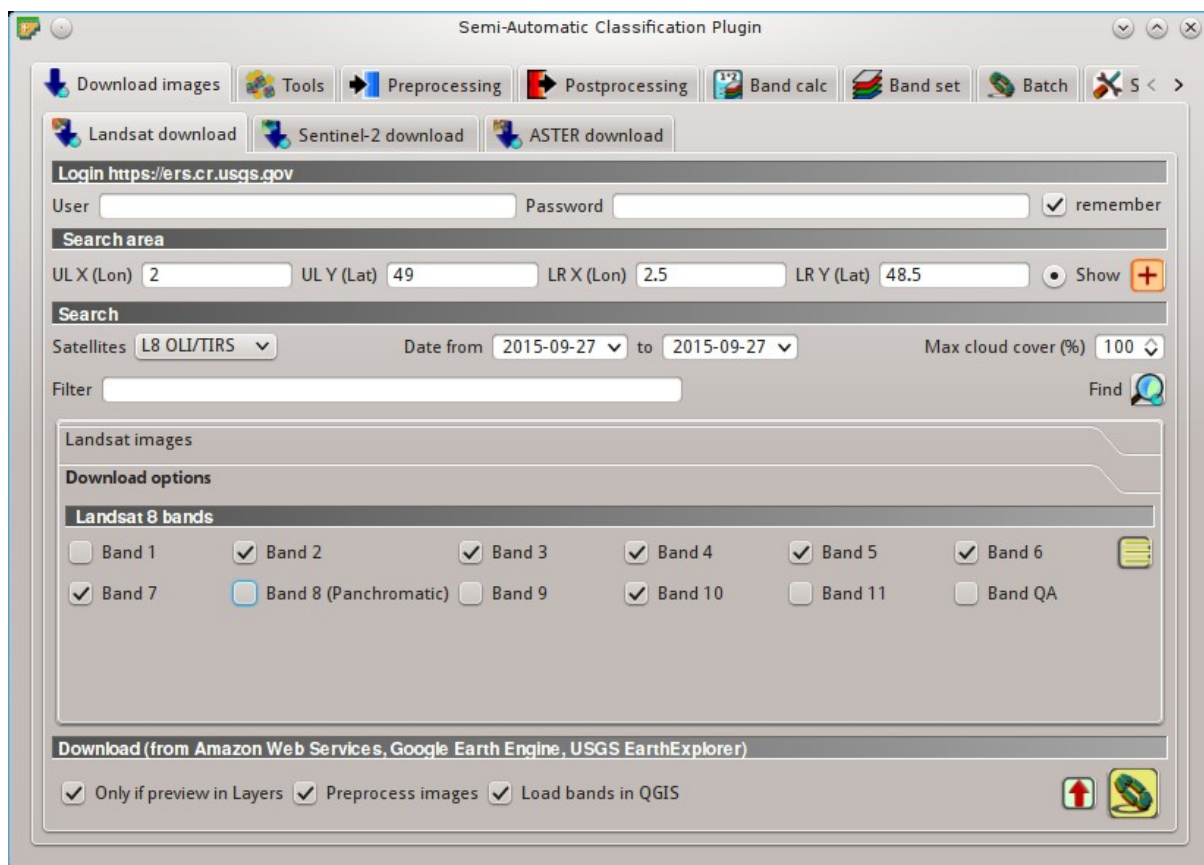 Semi-Automatic Classification Plugin
Download images Tools Preprocessing Postprocessing Band calc Band set Batch S
Landsat download Sentinel-2 download ASTER download
Login https://ers.cr.usgs.gov
User Password remember
Search area
UL X (Lon) 2 UL Y (Lat) 49 LR X (Lon) 2.5 LR Y (Lat) 48.5 Show
Search
Satellites L8 OLI/TIRS Date from 2015-09-27 to 2015-09-27 Max cloud cover (%) 100
Filter Find
Landsat images
Download options
Landsat 8 bands
Band 1 Band 2 Band 3 Band 4 Band 5 Band 6
Band 7 Band 8 (Panchromatic) Band 9 Band 10 Band 11 Band QA
Download (from Amazon Web Services, Google Earth Engine, USGS EarthExplorer)
Only if preview in Layers Preprocess images Load bands in QGIS